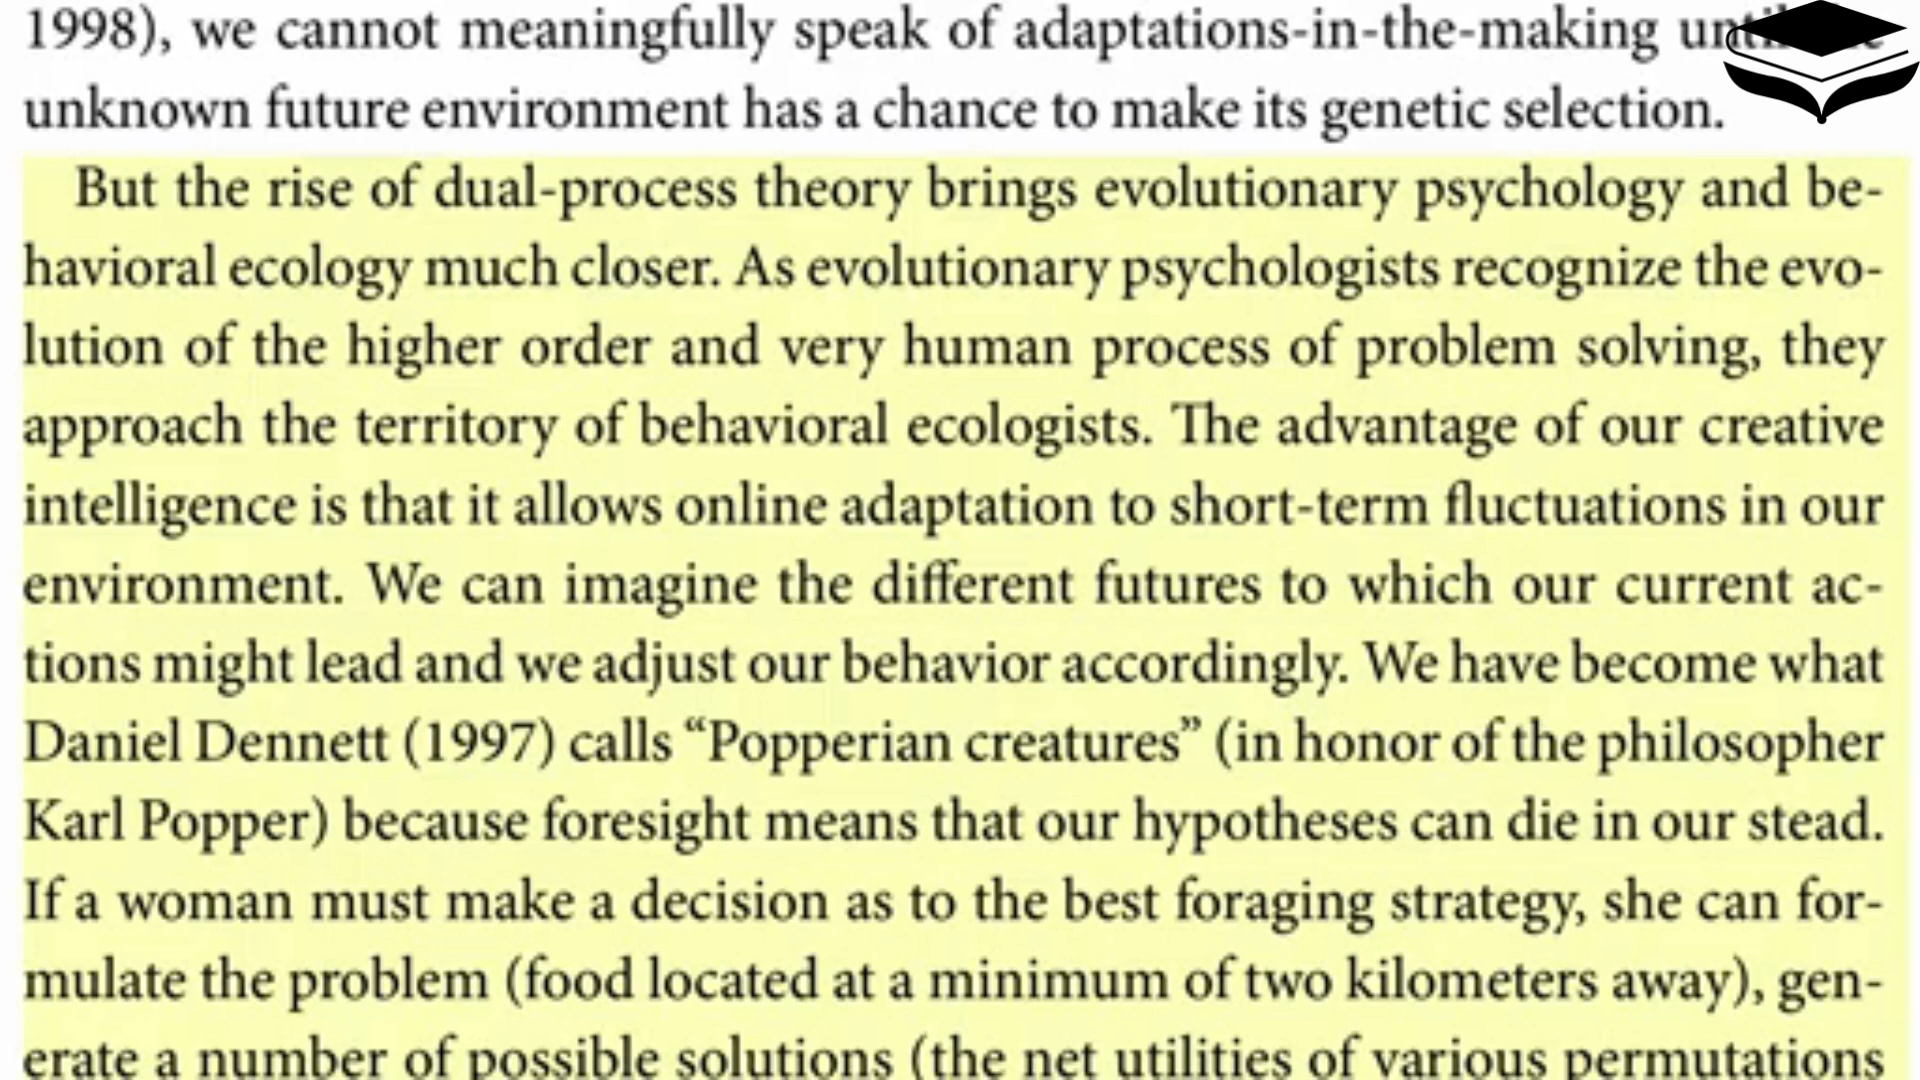 1998), we cannot meaningfully speak of adaptations-in-the-making
unknown future environment has a chance to make its genetic selection.
But the rise of dual-process theory brings evolutionary psychology and be-
havioral ecology much closer. As evolutionary psychologists recognize the evo-
lution of the higher order and very human process of problem solving, they
approach the territory of behavioral ecologists. The advantage of our creative
intelligence is that it allows online adaptation to short-term fluctuations in our
environment. We can imagine the different futures to which our current ac-
tions might lead and we adjust our behavior accordingly. We have become what
Daniel Dennett (1997) calls “Popperian creatures” (in honor of the philosopher
Karl Popper) because foresight means that our hypotheses can die in our stead.
If a woman must make a decision as to the best foraging strategy, she can for-
mulate the problem (food located at a minimum of two kilometers away), gen-
erate a number of possible solutions (the net utilities of various permutations